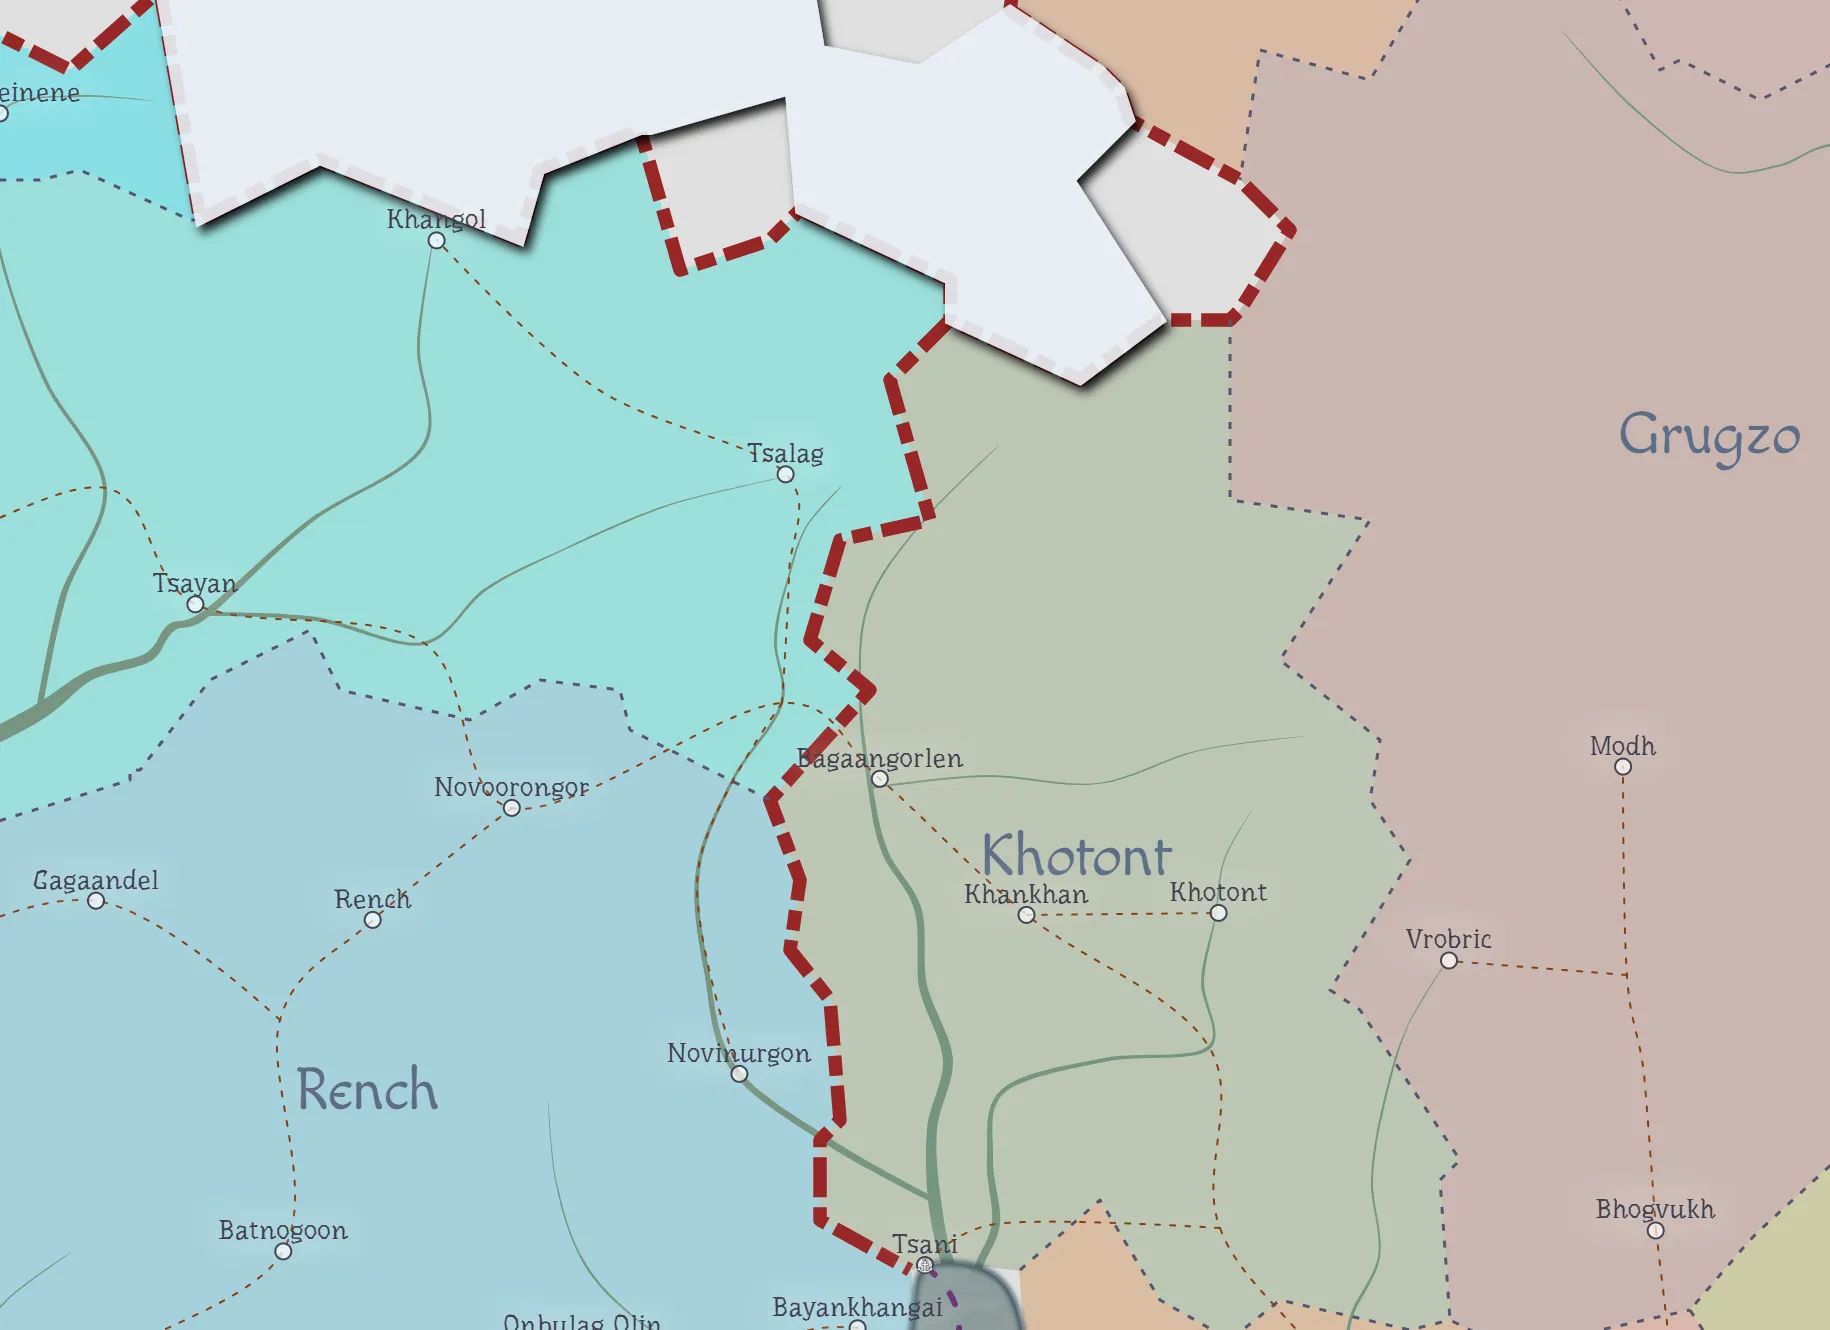 einene
Khangol
Grugzo
Tsalag
Tsayan
Modh
Bagaangorlen
Novoorongor
Khotont
Gagaandel
Rench
Khankhan
Khotont
Vrobric
Novinurgon
Rench
Bhogvukh
Batnogoon
Tsani
Bayankhangai
Onbulag Olin